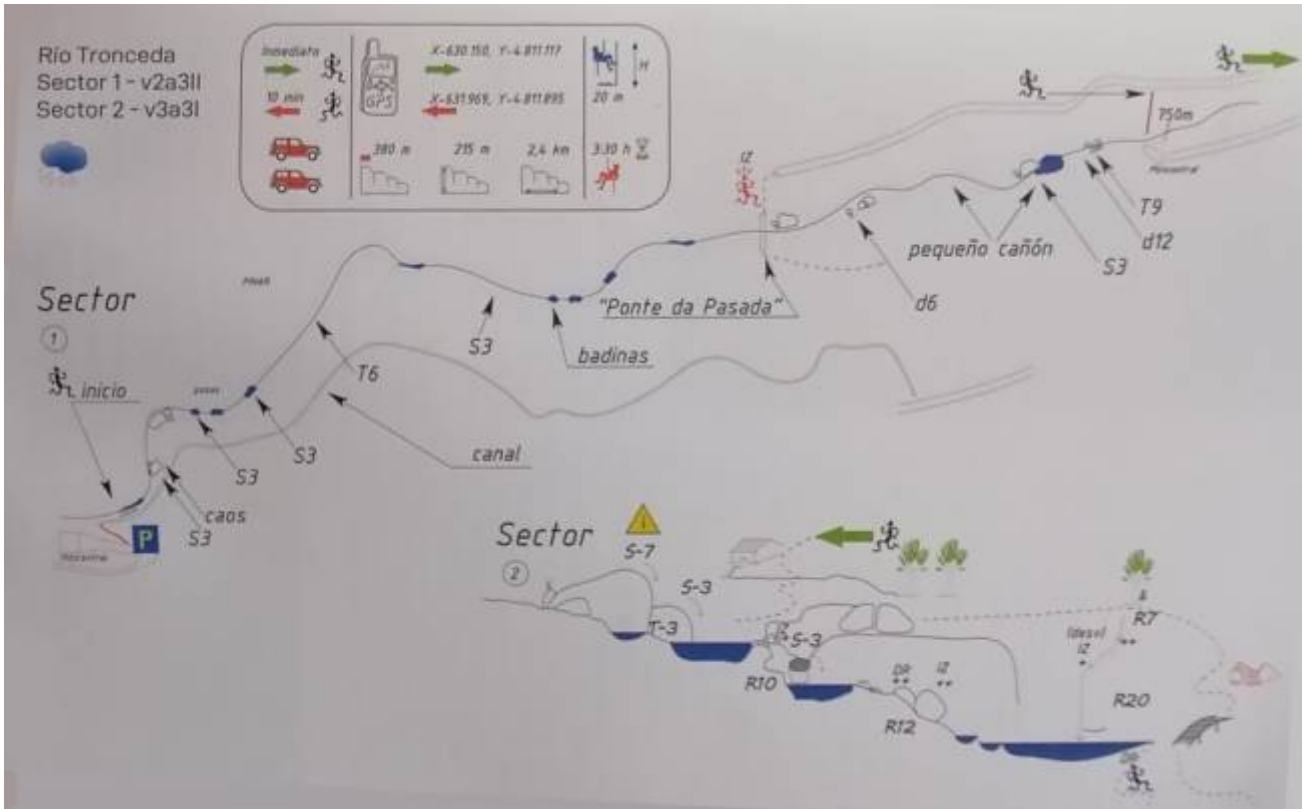 Río Tronceda
Sector 1 - v2a3II
Sector 2 - v3a3I
Inmediato
10 min
GPS
X-630.150, Y-4.811.117
X-631.969, Y-4.811.895
H
20 m
380 m
215 m
2,4 km
3:30 h
750m
IZ
T9
d12
S3
pequeño cañón
d6
"Ponte da Pasada"
Sector
1
S3
badinas
T6
inicio
S3
S3
canal
caos
S3
P
Sector
2
S-7
S-3
T-3
IZ
S-3
R10
DR
IZ
R12
(desv)
IZ
R7
R20